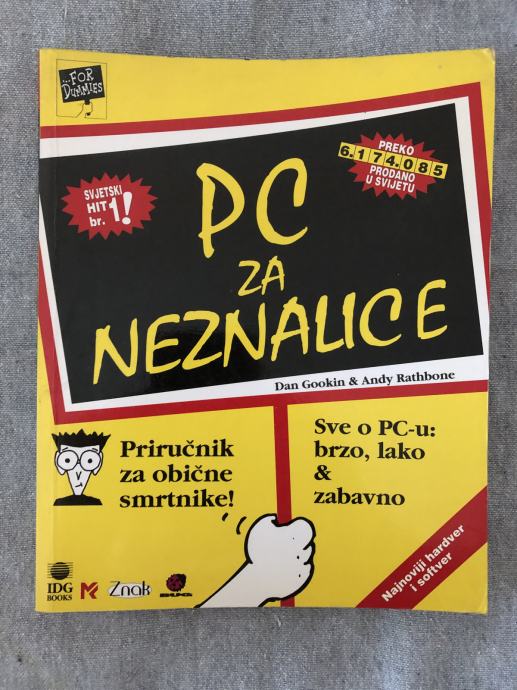 ...FOR
DUMMIES
PREKO
6.174.085
PRODANO
U SVIJETU
SVJETSKI
HIT
br. 1!
PC
ZA
NEZNALICE
Dan Gookin & Andy Rathbone
Priručnik
za obične
smrtnike!
Sve o PC-u:
brzo, lako
&
zabavno
Najnoviji hardver
i softver
IDG
BOOKS
Znak
BUG